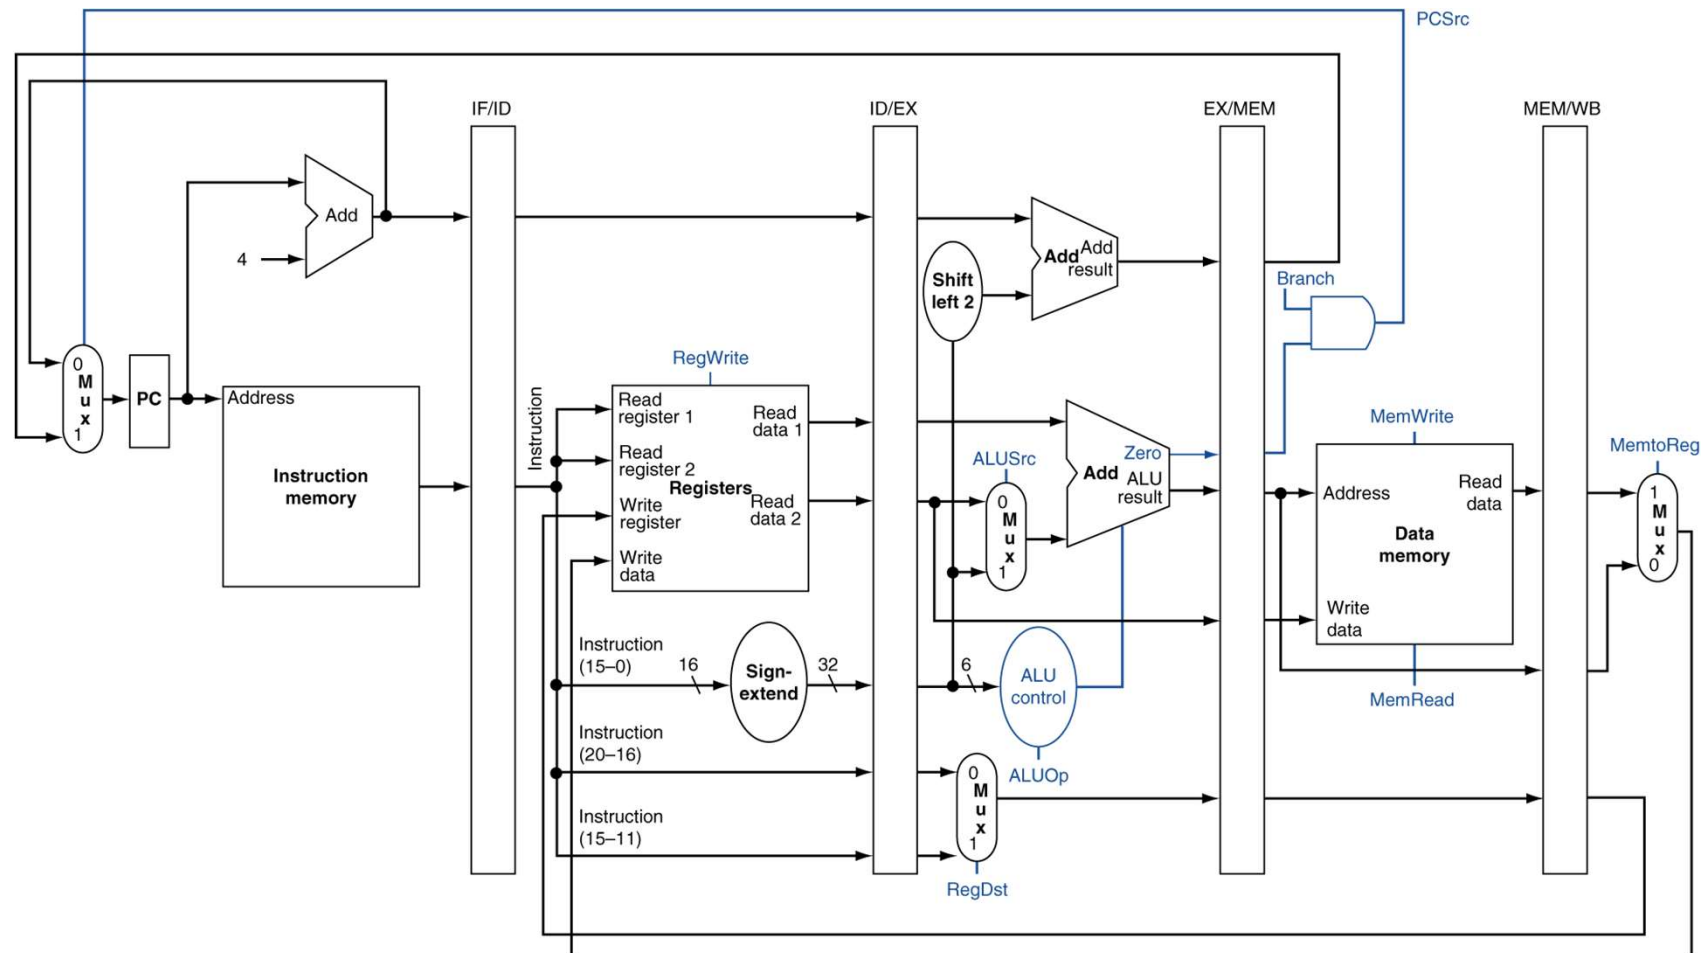 PCSrc
IF/ID
ID/EX
EX/MEM
MEM/WB
Add
4
Add
Add
result
Shift
left 2
Branch
0
M
u
x
1
PC
Address
Instruction
memory
Instruction
RegWrite
Read
register 1
Read
register 2
Registers
Write
register
Write
data
Read
data 1
Read
data 2
ALUSrc
0
M
u
x
1
Zero
Add
ALU
result
MemWrite
Address
Read
data
Data
memory
Write
data
MemRead
MemtoReg
1
M
u
x
0
Instruction
(15–0)
16
Sign-
extend
32
6
ALU
control
ALUOp
Instruction
(20–16)
Instruction
(15–11)
0
M
u
x
1
RegDst